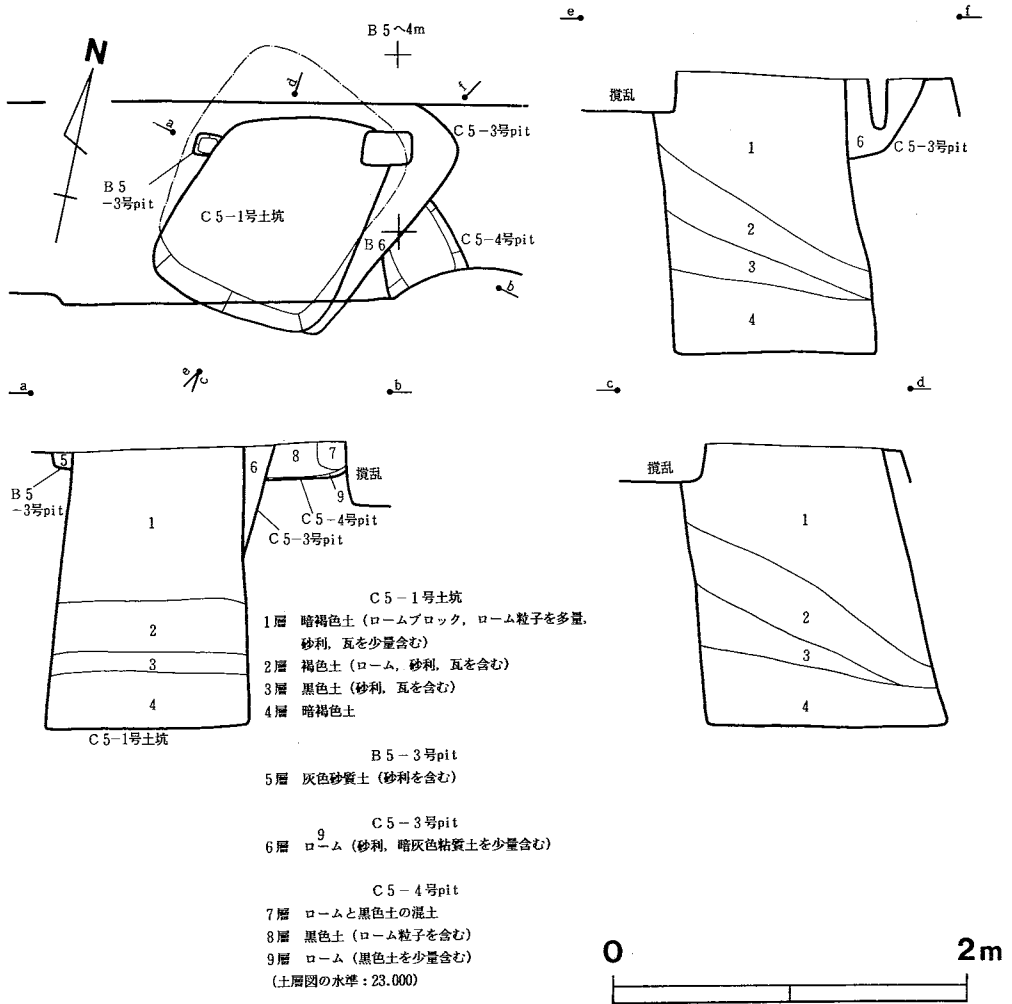 B 5～4m
N
d
f
a
C 5－3号pit
B 5
－3号pit
C 5－1号土坑
B 6
C 5－4号pit
b
e
c
e
f
攪乱
1
6
C 5－3号pit
2
3
4
a
b
5
B 5
－3号pit
6
8
7
9
攪乱
C 5－4号pit
C 5－3号pit
1
2
3
4
C 5－1号土坑
c
d
攪乱
1
2
3
4
C 5－1号土坑
1層　暗褐色土（ロームブロック，ローム粒子を多量，
砂利，瓦を少量含む）
2層　褐色土（ローム，砂利，瓦を含む）
3層　黒色土（砂利，瓦を含む）
4層　暗褐色土
B 5－3号pit
5層　灰色砂質土（砂利を含む）
C 5－3号pit
9
6層　ローム（砂利，暗灰色粘質土を少量含む）
C 5－4号pit
7層　ロームと黒色土の混土
8層　黒色土（ローム粒子を含む）
9層　ローム（黒色土を少量含む）
（土層図の水準：23.000）
0
2m